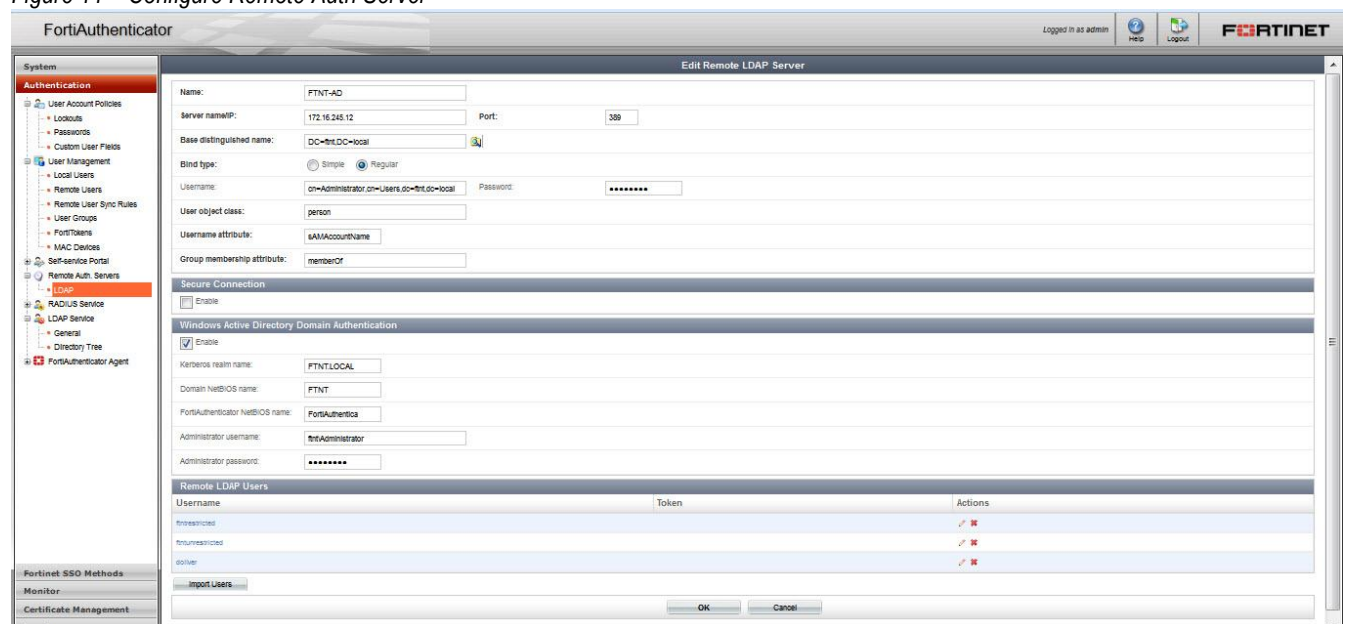 Figure 11 – Configure Remote Auth Server
FortiAuthenticator
Logged in as admin
Help
Logout
FORTINET
System
Authentication
User Account Policies
Lockouts
Passwords
Custom User Fields
User Management
Local Users
Remote Users
Remote User Sync Rules
User Groups
FortiTokens
MAC Devices
Self-service Portal
Remote Auth. Servers
LDAP
RADIUS Service
LDAP Service
General
Directory Tree
FortiAuthenticator Agent
Fortinet SSO Methods
Monitor
Certificate Management
Edit Remote LDAP Server
Name: FTNT-AD
Server name/IP: 172.16.245.12 Port: 389
Base distinguished name: DC=ftnt,DC=local
Bind type: Simple Regular
Username: cn=Administrator,cn=Users,dc=ftnt,dc=local Password: ••••••••
User object class: person
Username attribute: sAMAccountName
Group membership attribute: memberOf
Secure Connection
Enable
Windows Active Directory Domain Authentication
Enable
Kerberos realm name: FTNT.LOCAL
Domain NetBIOS name: FTNT
FortiAuthenticator NetBIOS name: FortiAuthentica
Administrator username: ftnt\Administrator
Administrator password: ••••••••
Remote LDAP Users
Username Token Actions
ftntrestricted
ftntunrestricted
doliver
Import Users
OK Cancel